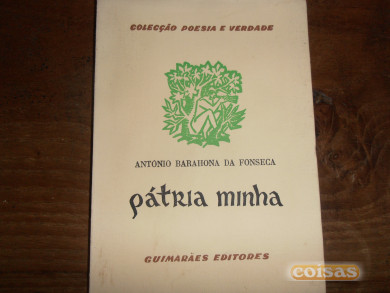 COLECÇÃO POESIA E VERDADE
ANTÓNIO BARAHONA DA FONSECA
pátria minha
GUIMARÃES EDITORES
coisas